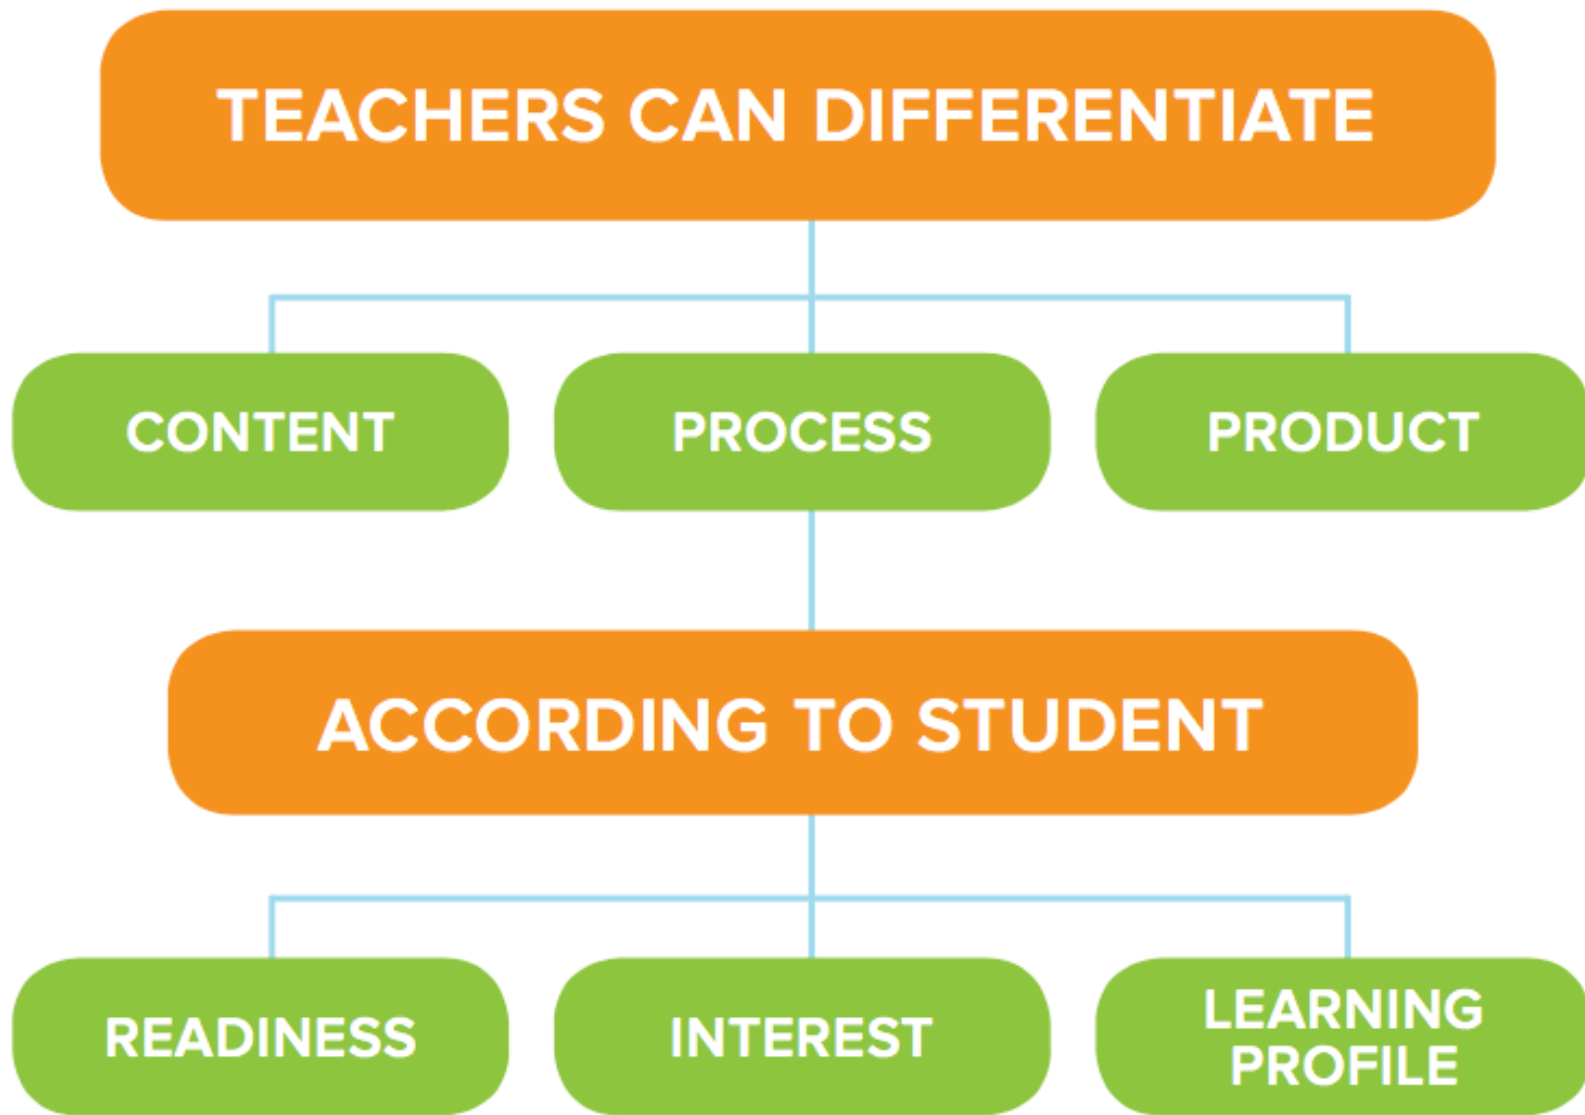 TEACHERS CAN DIFFERENTIATE
CONTENT
PROCESS
PRODUCT
ACCORDING TO STUDENT
READINESS
INTEREST
LEARNING
PROFILE